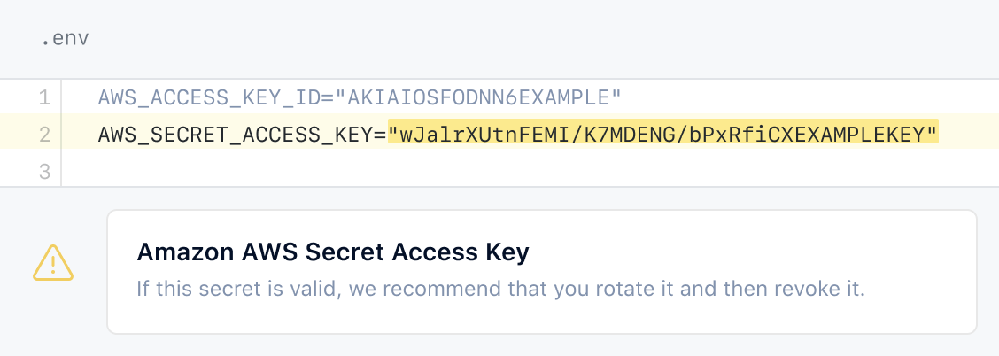 .env
1 AWS_ACCESS_KEY_ID="AKIAIOSFODNN6EXAMPLE"
2 AWS_SECRET_ACCESS_KEY="wJalrXUtnFEMI/K7MDENG/bPxRfiCXEXAMPLEKEY"
3
Amazon AWS Secret Access Key
If this secret is valid, we recommend that you rotate it and then revoke it.